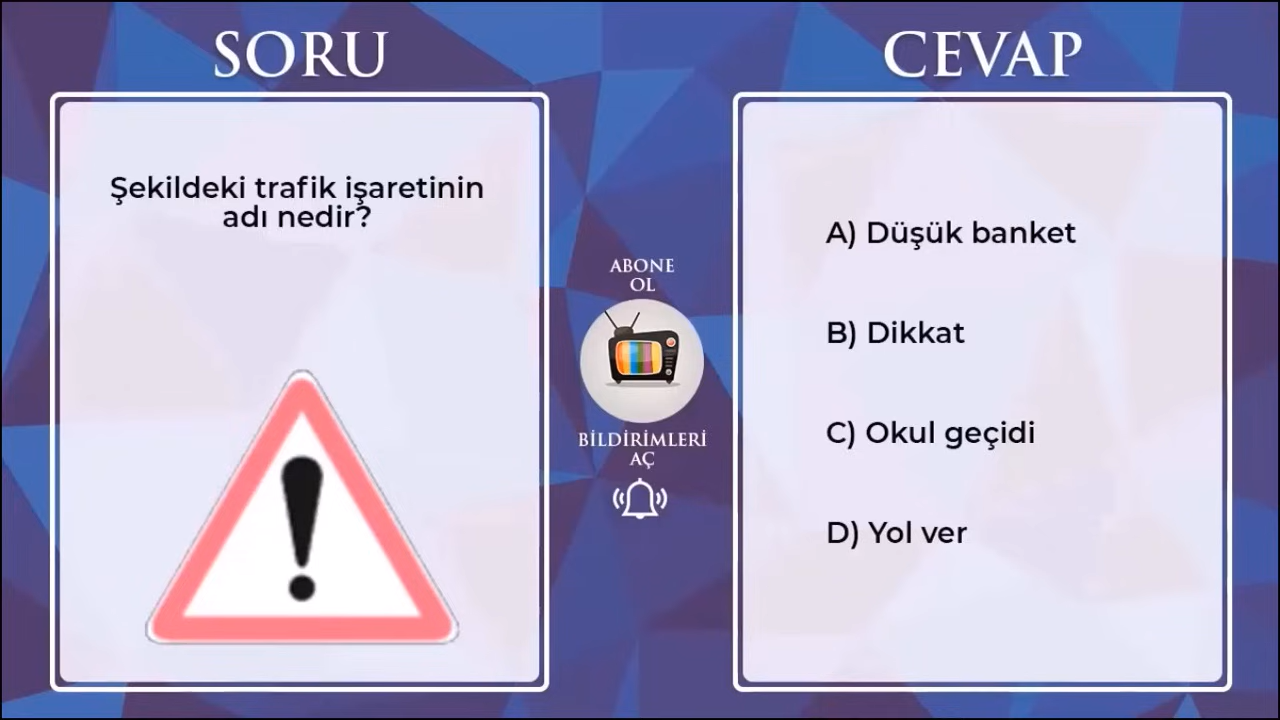 SORU
Şekildeki trafik işaretinin
adı nedir?
ABONE
OL
BİLDİRİMLERİ
AÇ
CEVAP
A) Düşük banket
B) Dikkat
C) Okul geçidi
D) Yol ver